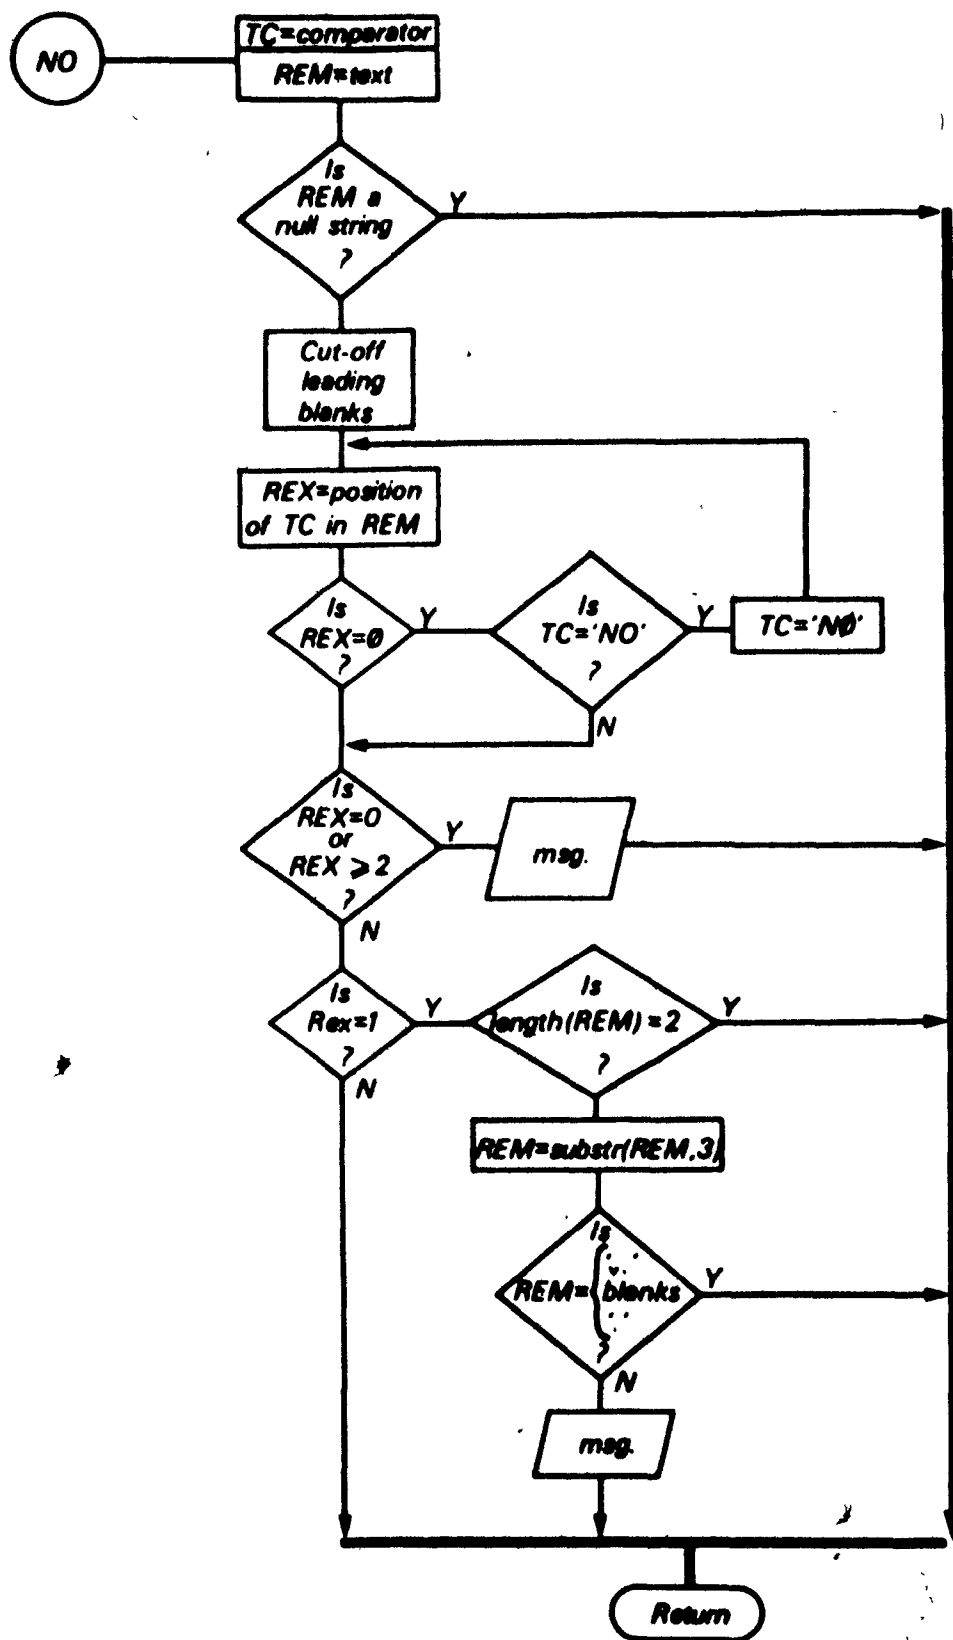 NO
TC=comparator
REM=text
Is
REM a
null string
?
Y
Cut-off
leading
blanks
REX=position
of TC in REM
Is
REX=0
?
Y
Is
TC='NO'
?
Y
TC='NØ'
N
Is
REX=0
or
REX ⩾ 2
?
Y
msg.
N
Is
Rex=1
?
Y
Is
length(REM)=2
?
Y
N
REM=substr(REM,3)
Is
REM={blanks
?
Y
N
msg.
Return